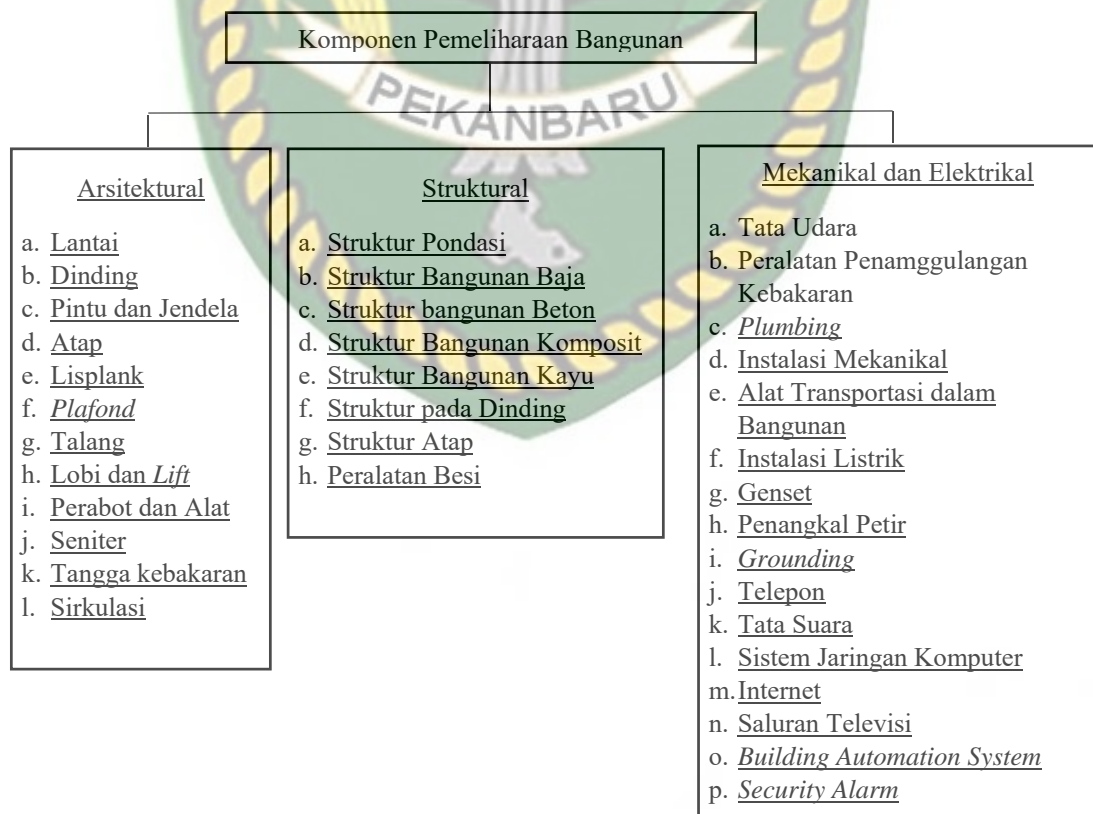 Komponen Pemeliharaan Bangunan
PEKANBARU
Arsitektural
a. Lantai
b. Dinding
c. Pintu dan Jendela
d. Atap
e. Lisplank
f. Plafond
g. Talang
h. Lobi dan Lift
i. Perabot dan Alat
j. Seniter
k. Tangga kebakaran
l. Sirkulasi
Struktural
a. Struktur Pondasi
b. Struktur Bangunan Baja
c. Struktur bangunan Beton
d. Struktur Bangunan Komposit
e. Struktur Bangunan Kayu
f. Struktur pada Dinding
g. Struktur Atap
h. Peralatan Besi
Mekanikal dan Elektrikal
a. Tata Udara
b. Peralatan Penamggulangan
Kebakaran
c. Plumbing
d. Instalasi Mekanikal
e. Alat Transportasi dalam
Bangunan
f. Instalasi Listrik
g. Genset
h. Penangkal Petir
i. Grounding
j. Telepon
k. Tata Suara
l. Sistem Jaringan Komputer
m. Internet
n. Saluran Televisi
o. Building Automation System
p. Security Alarm